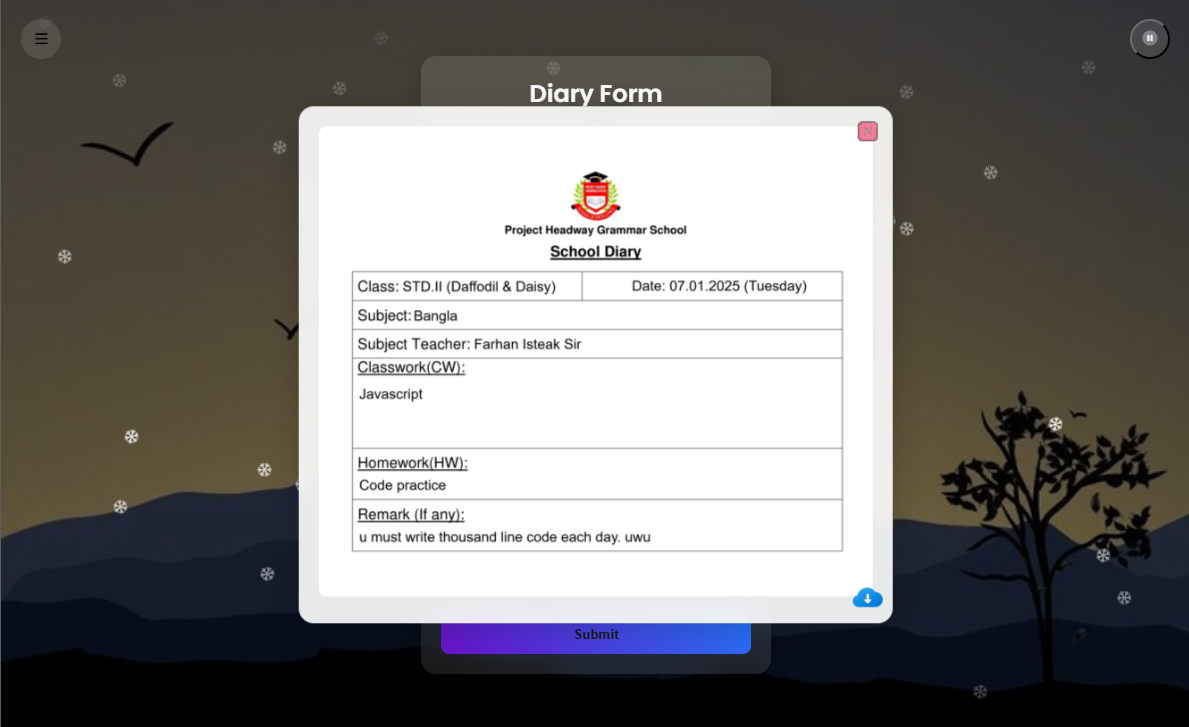 Diary Form
Project Headway Grammar School
School Diary
Class: STD.II (Daffodil & Daisy) Date: 07.01.2025 (Tuesday)
Subject: Bangla
Subject Teacher: Farhan Isteak Sir
Classwork(CW):
Javascript
Homework(HW):
Code practice
Remark (If any):
u must write thousand line code each day. uwu
Submit